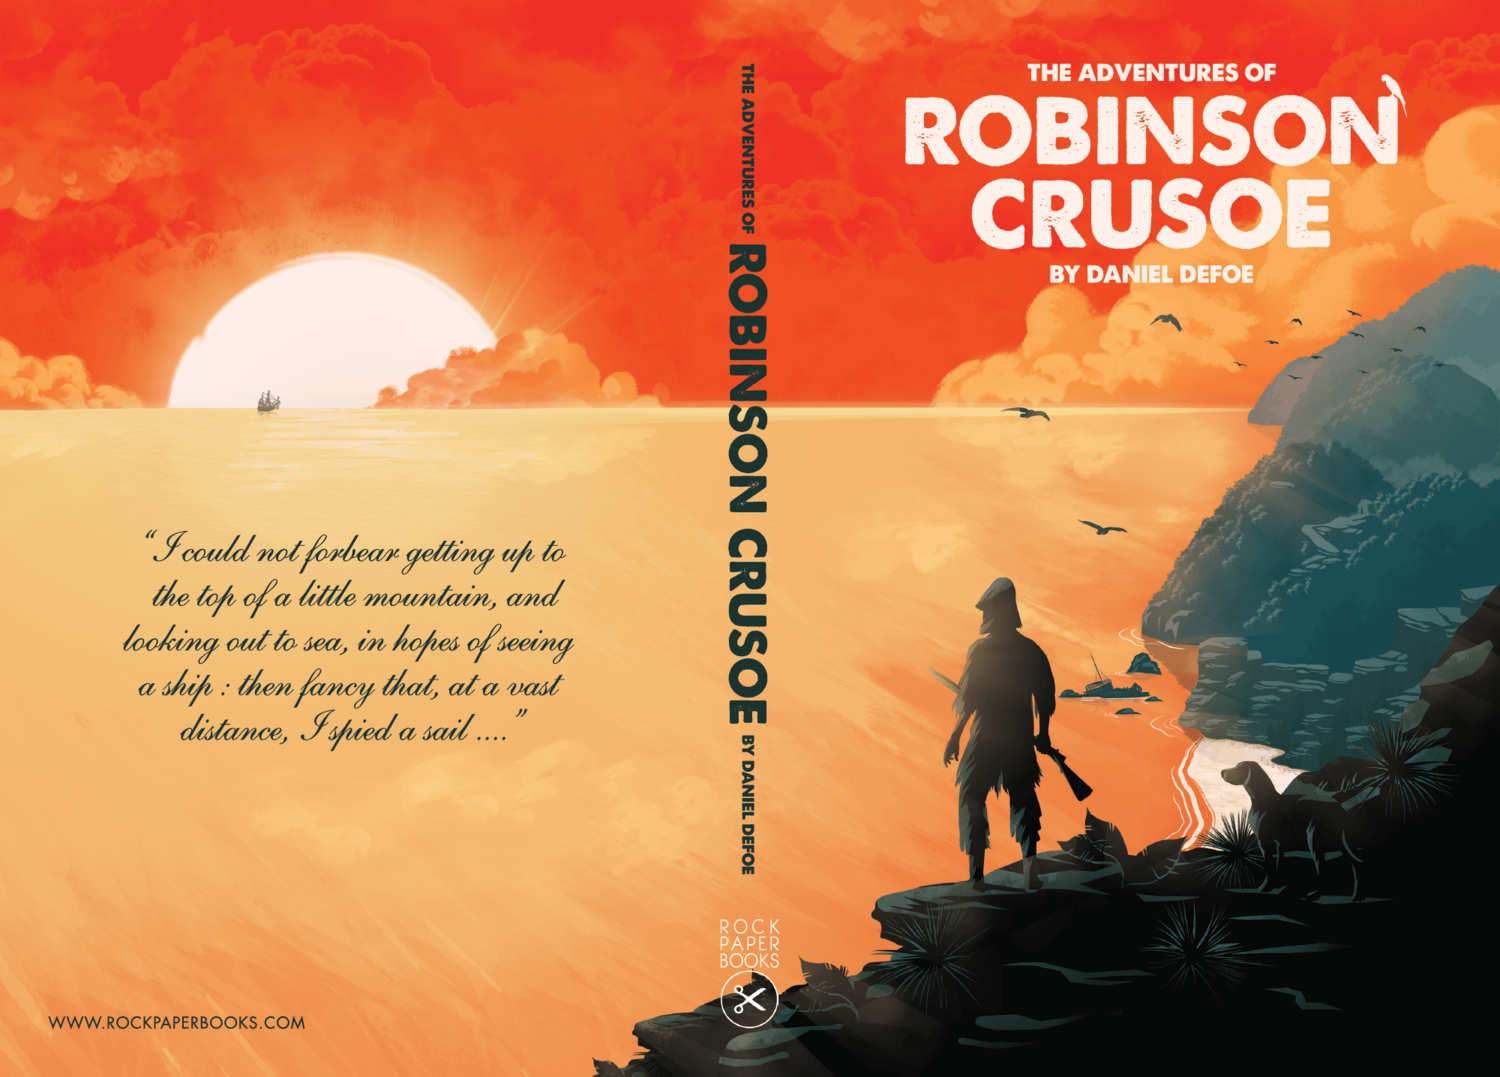 “I could not forbear getting up to
the top of a little mountain, and
looking out to sea, in hopes of seeing
a ship : then fancy that, at a vast
distance, I spied a sail ....”
WWW.ROCKPAPERBOOKS.COM
THE ADVENTURES OF ROBINSON CRUSOE BY DANIEL DEFOE
ROCK
PAPER
BOOKS
THE ADVENTURES OF
ROBINSON
CRUSOE
BY DANIEL DEFOE